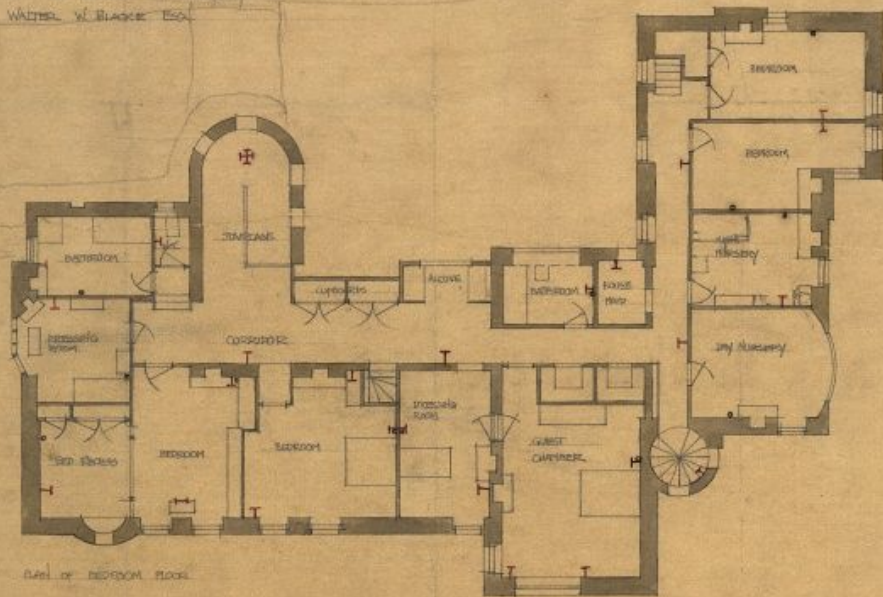 WALTER W BLACKIE ESQ
BEDROOM
BEDROOM
STAIRCASE
BATHROOM
NURSERY
CUPBOARDS
ALCOVE
BATHROOM
HOUSE
MAID
DRESSING
ROOM
CORRIDOR
DAY NURSERY
DRESSING
ROOM
GUEST
CHAMBER
BED RECESS
BEDROOM
BEDROOM
PLAN OF BEDROOM FLOOR